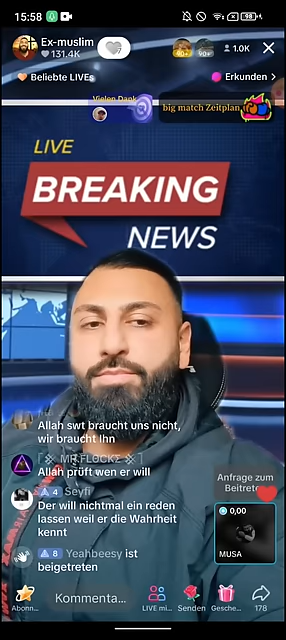 15:58
98
Ex-muslim
131.4K
90+
90+
1.0K
Beliebte LIVEs
Erkunden
Vielen Dank
big match Zeitplan
LIVE
BREAKING
NEWS
Allah swt braucht uns nicht,
wir braucht Ihn
MR.FLOCKZ
Allah prüft wen er will
4 Seyfi
Der will nichtmal ein reden
lassen weil er die Wahrheit
kennt
8 Yeahbeesy ist
beigetreten
Anfrage zum
Beitreten
0,00
MUSA
Kommenta...
Abonn...
LIVE mi...
Senden
Gesche...
178